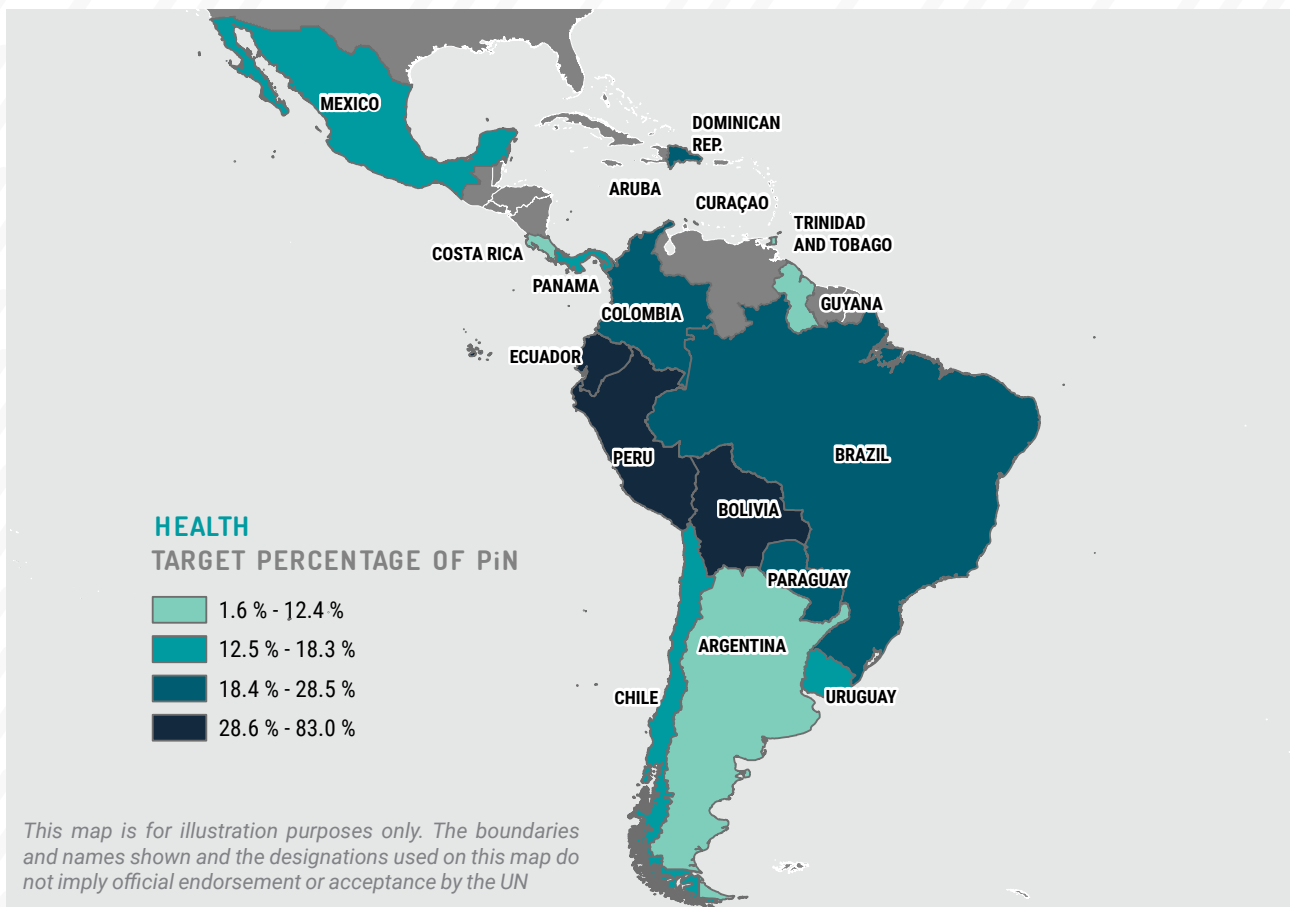 MEXICO
DOMINICAN
REP.
ARUBA
CURAÇAO
TRINIDAD
AND TOBAGO
COSTA RICA
PANAMA
GUYANA
COLOMBIA
ECUADOR
PERU
BRAZIL
BOLIVIA
PARAGUAY
ARGENTINA
CHILE
URUGUAY
HEALTH
TARGET PERCENTAGE OF PiN
1.6 % - 12.4 %
12.5 % - 18.3 %
18.4 % - 28.5 %
28.6 % - 83.0 %
This map is for illustration purposes only. The boundaries
and names shown and the designations used on this map do
not imply official endorsement or acceptance by the UN